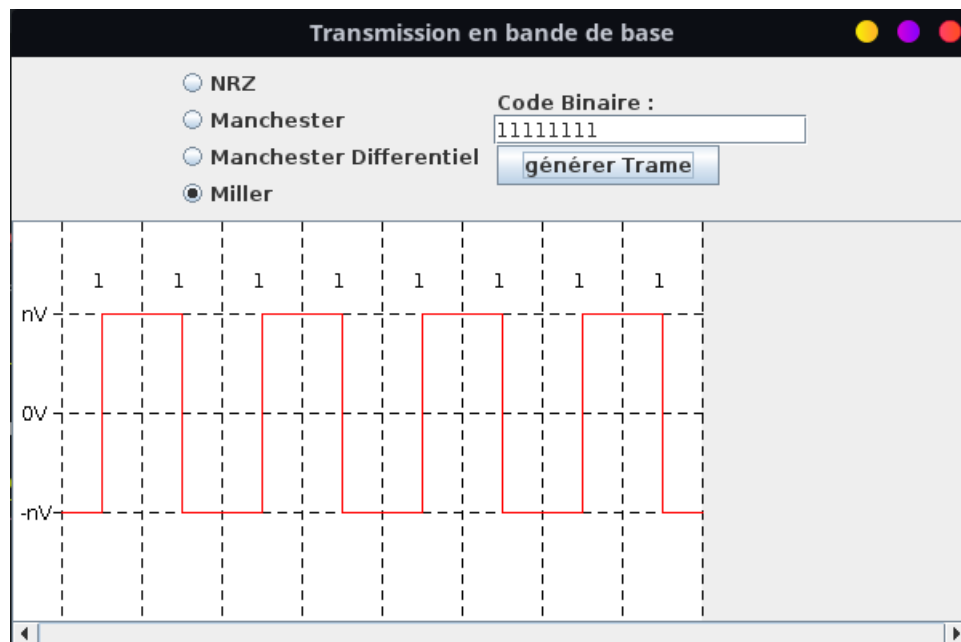 Transmission en bande de base
NRZ
Manchester
Manchester Differentiel
Miller
Code Binaire :
11111111
générer Trame
1 1 1 1 1 1 1 1
nV
0V
-nV